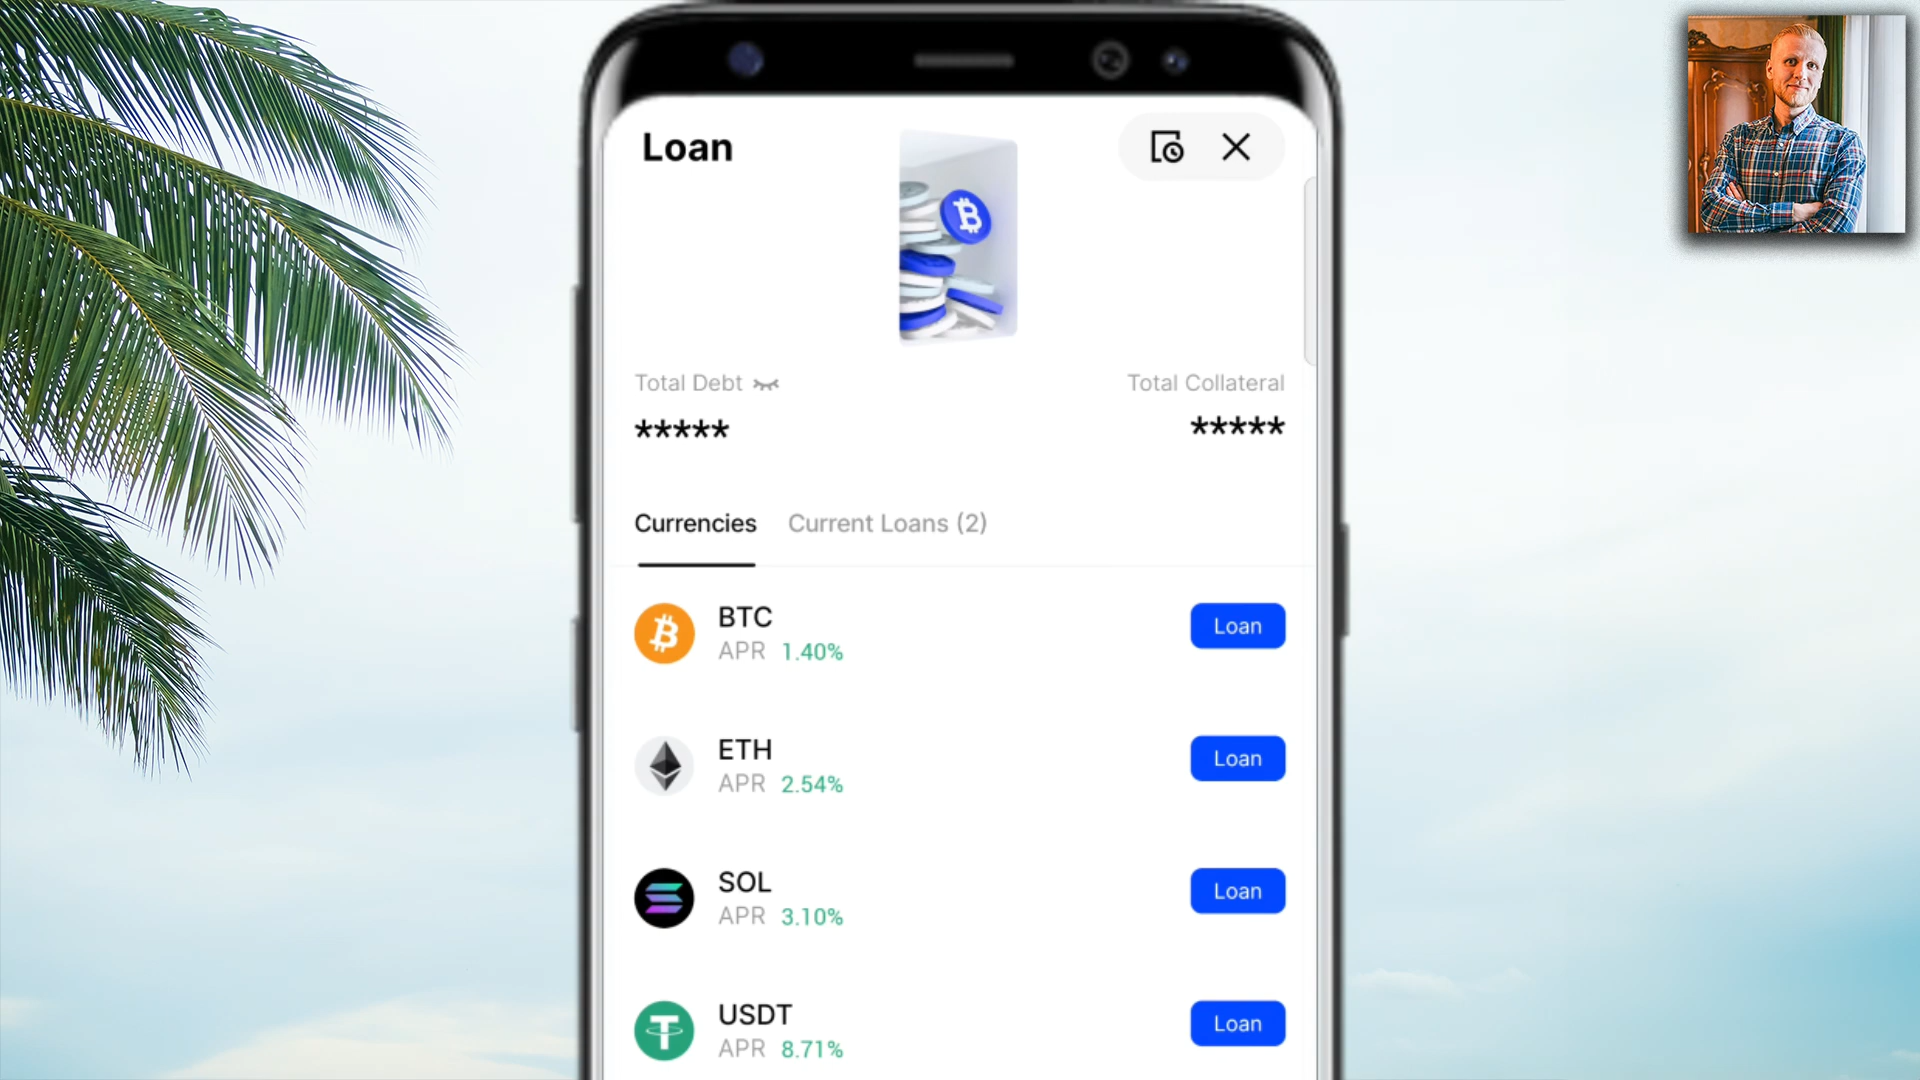 Loan
Total Debt
Total Collateral
*****
*****
Currencies
Current Loans (2)
BTC
APR 1.40%
Loan
ETH
APR 2.54%
Loan
SOL
APR 3.10%
Loan
USDT
APR 8.71%
Loan